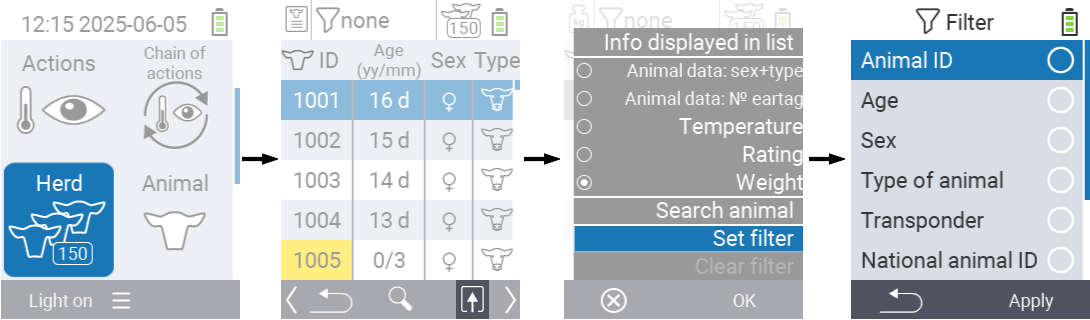 12:15 2025-06-05
Actions
Chain of
actions
Herd
150
Animal
Light on
none
150
ID
Age
(yy/mm)
Sex
Type
1001 16 d ♀
1002 15 d ♀
1003 14 d ♀
1004 13 d ♀
1005 0/3 ♀
kg
none
150
Info displayed in list
Animal data: sex+type
Animal data: № eartag
Temperature
Rating
Weight
Search animal
Set filter
Clear filter
OK
Filter
Animal ID
Age
Sex
Type of animal
Transponder
National animal ID
Apply